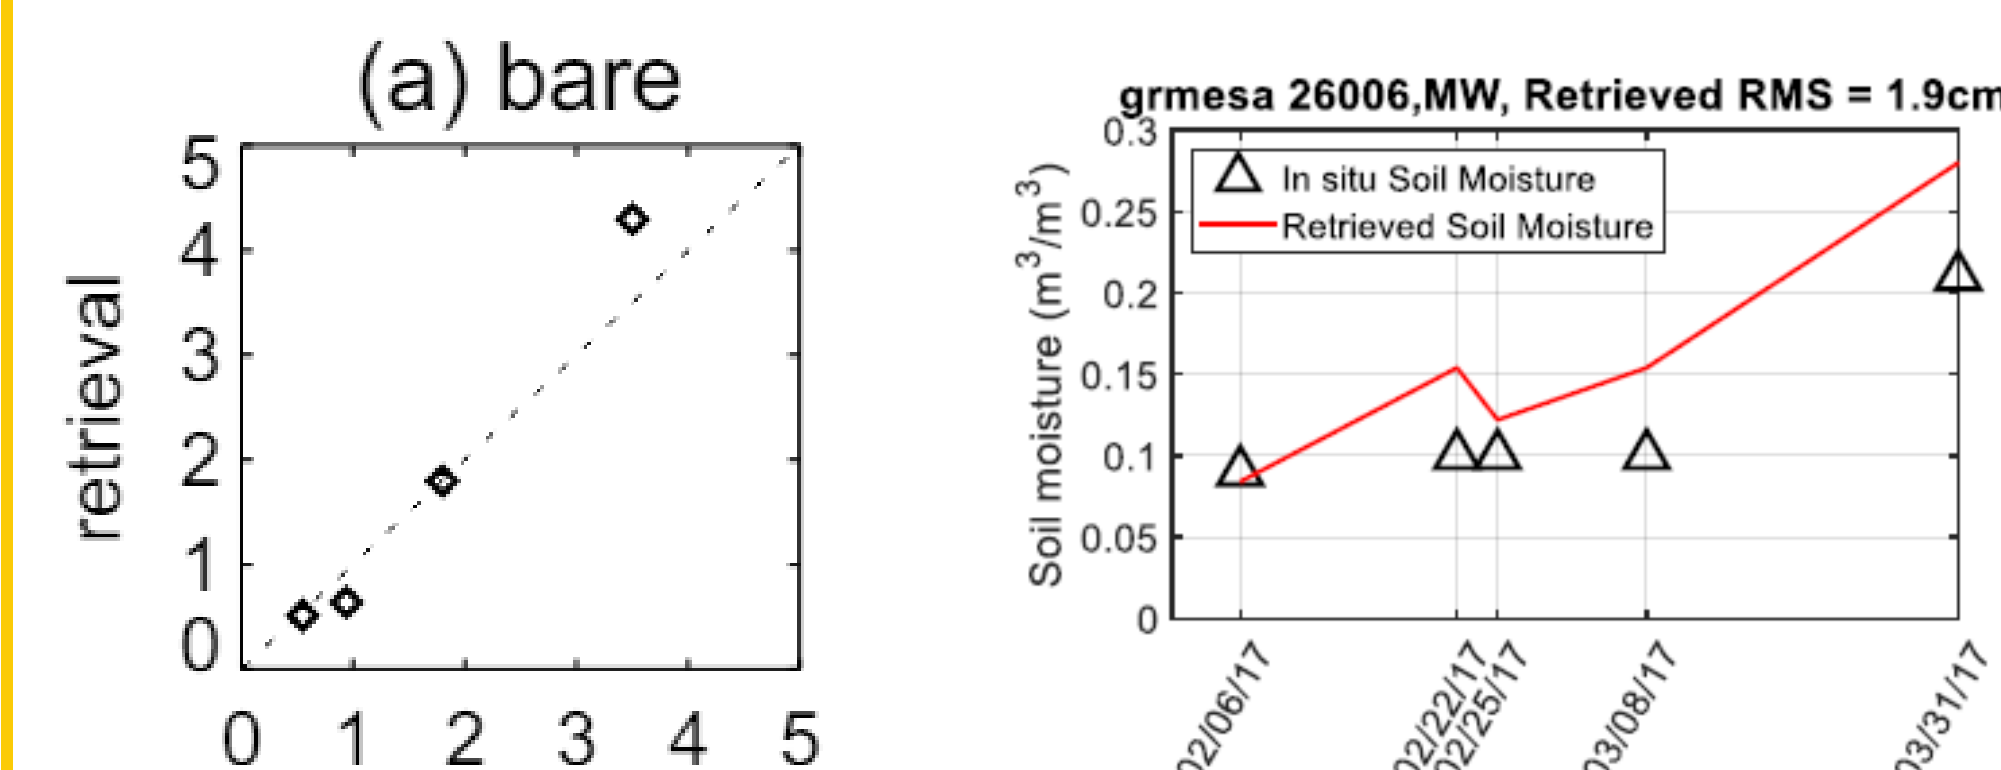 (a) bare
5
4
3
2
1
0
retrieval
0 1 2 3 4 5
grmesa 26006,MW, Retrieved RMS = 1.9cm
0.3
0.25
0.2
0.15
0.1
0.05
0
Soil moisture (m³/m³)
In situ Soil Moisture
Retrieved Soil Moisture
02/06/17
02/22/17
02/25/17
03/08/17
03/31/17